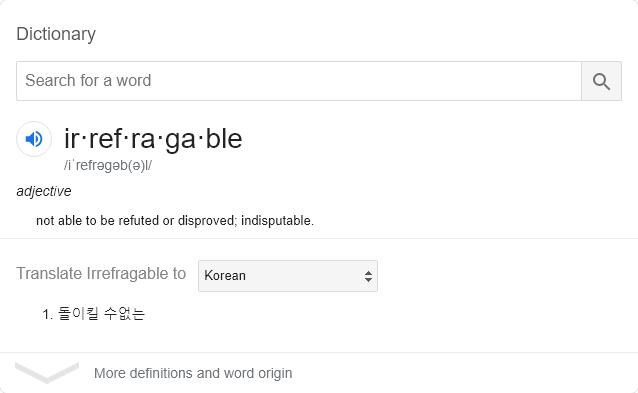 Dictionary
Search for a word
ir·ref·ra·ga·ble
/iˈrefrəɡəb(ə)l/
adjective
not able to be refuted or disproved; indisputable.
Translate Irrefragable to Korean
1. 돌이킬 수없는
More definitions and word origin